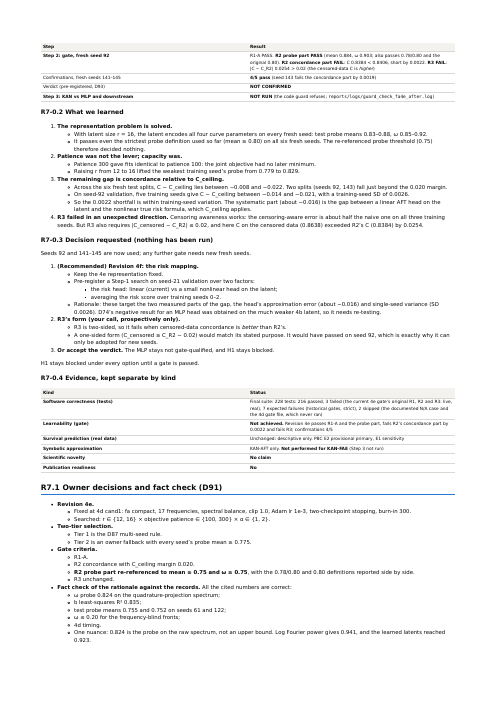 Step Result
Step 2: gate, fresh seed 92 R1-A PASS. R2 probe part PASS (mean 0.884, ω 0.903; also passes 0.78/0.80 and the
original 0.80). R2 concordance part FAIL: C 0.8384 < 0.8406, short by 0.0022. R3 FAIL:
|C − C_R2| 0.0254 > 0.02 (the censored-data C is higher)
Confirmations, fresh seeds 141–145 4/5 pass (seed 143 fails the concordance part by 0.0019)
Verdict (pre-registered, D93) NOT CONFIRMED
Step 3: KAN vs MLP and downstream NOT RUN (the code guard refuses; reports/logs/guard_check_fade_after.log)
R7-0.2 What we learned
1. The representation problem is solved.
With latent size r = 16, the latent encodes all four curve parameters on every fresh seed: test probe means 0.83–0.88, ω 0.85–0.92.
It passes even the strictest probe definition used so far (mean ≥ 0.80) on all six fresh seeds. The re-referenced probe threshold (0.75)
therefore decided nothing.
2. Patience was not the lever; capacity was.
Patience 300 gave fits identical to patience 100: the joint objective had no later minimum.
Raising r from 12 to 16 lifted the weakest training seed's probe from 0.779 to 0.829.
3. The remaining gap is concordance relative to C_ceiling.
Across the six fresh test splits, C − C_ceiling lies between −0.008 and −0.022. Two splits (seeds 92, 143) fall just beyond the 0.020 margin.
On seed-92 validation, five training seeds give C − C_ceiling between −0.014 and −0.021, with a training-seed SD of 0.0026.
So the 0.0022 shortfall is within training-seed variation. The systematic part (about −0.016) is the gap between a linear AFT head on the
latent and the nonlinear true risk formula, which C_ceiling applies.
4. R3 failed in an unexpected direction. Censoring awareness works: the censoring-aware error is about half the naive one on all three training
seeds. But R3 also requires |C_censored − C_R2| ≤ 0.02, and here C on the censored data (0.8638) exceeded R2's C (0.8384) by 0.0254.
R7-0.3 Decision requested (nothing has been run)
Seeds 92 and 141–145 are now used; any further gate needs new fresh seeds.
1. (Recommended) Revision 4f: the risk mapping.
Keep the 4e representation fixed.
Pre-register a Step-1 search on seed-21 validation over two factors:
the risk head: linear (current) vs a small nonlinear head on the latent;
averaging the risk score over training seeds 0–2.
Rationale: these target the two measured parts of the gap, the head's approximation error (about −0.016) and single-seed variance (SD
0.0026). D74's negative result for an MLP head was obtained on the much weaker 4b latent, so it needs re-testing.
2. R3's form (your call, prospectively only).
R3 is two-sided, so it fails when censored-data concordance is better than R2's.
A one-sided form (C_censored ≥ C_R2 − 0.02) would match its stated purpose. It would have passed on seed 92, which is exactly why it can
only be adopted for new seeds.
3. Or accept the verdict. The MLP stays not gate-qualified, and H1 stays blocked.
H1 stays blocked under every option until a gate is passed.
R7-0.4 Evidence, kept separate by kind
Kind Status
Software correctness (tests) Final suite: 228 tests: 216 passed, 3 failed (the current 4e gate's original R1, R2 and R3: live,
real); 7 expected failures (historical gates, strict), 2 skipped (the documented NaN case and
the 4d gate file, which never ran)
Learnability (gate) Not achieved. Revision 4e passes R1-A and the probe part, fails R2's concordance part by
0.0022 and fails R3; confirmations 4/5
Survival prediction (real data) Unchanged: descriptive only. PBC E2 provisional primary, E1 sensitivity
Symbolic approximation KAN-AFT only. Not performed for KAN-FAE (Step 3 not run)
Scientific novelty No claim
Publication readiness No
R7.1 Owner decisions and fact check (D91)
Revision 4e.
Fixed at 4d cand1: fa compact, 17 frequencies, spectral balance, clip 1.0, Adam lr 1e-3, two-checkpoint stopping, burn-in 300.
Searched: r ∈ {12, 16} × objective patience ∈ {100, 300} × α ∈ {1, 2}.
Two-tier selection.
Tier 1 is the D87 multi-seed rule.
Tier 2 is an owner fallback with every seed's probe mean ≥ 0.775.
Gate criteria.
R1-A.
R2 concordance with C_ceiling margin 0.020.
R2 probe part re-referenced to mean ≥ 0.75 and ω ≥ 0.75, with the 0.78/0.80 and 0.80 definitions reported side by side.
R3 unchanged.
Fact check of the rationale against the records. All the cited numbers are correct:
ω probe 0.824 on the quadrature-projection spectrum;
b least-squares R² 0.835;
test probe means 0.755 and 0.752 on seeds 61 and 122;
ω ≤ 0.20 for the frequency-blind fronts;
4d timing.
One nuance: 0.824 is the probe on the raw spectrum, not an upper bound. Log Fourier power gives 0.941, and the learned latents reached
0.923.